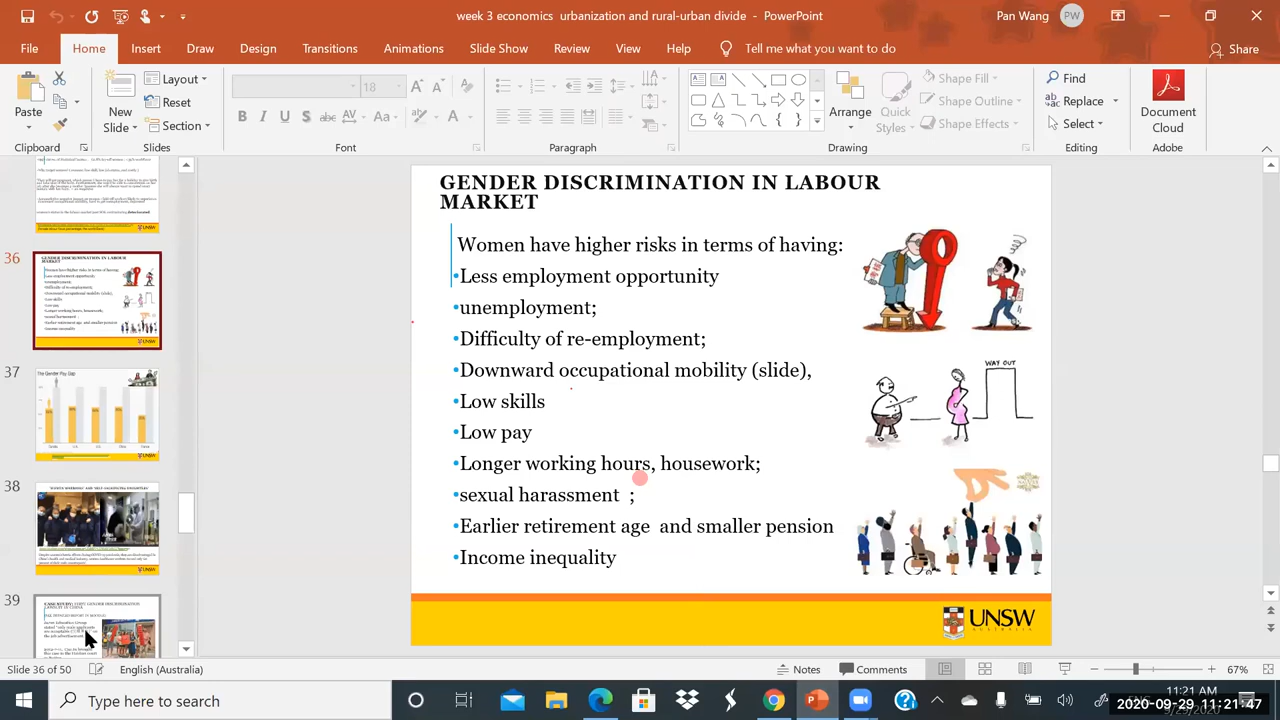 week 3 economics urbanization c - PowerPoint
Pan Wang
PW
File Home Insert Draw Design Transitions Animations Slide Show Review View Help Tell me what you want to do Share
Paste
Clipboard
New Slide
Layout
Reset
Section
Slides
18
Font
Paragraph
Arrange
Quick Styles
Shape Fill
Shape Outline
Shape Effects
Drawing
Find
Replace
Select
Editing
Document Cloud
Adobe
36
37
The Gender Pay Gap
38
39
GENDER DISCRIMINATION IN LABOUR
MARKET
Women have higher risks in terms of having:
•Less employment opportunity
•unemployment;
•Difficulty of re-employment;
•Downward occupational mobility (slide),
•Low skills
•Low pay
•Longer working hours, housework;
•sexual harassment ;
•Earlier retirement age and smaller pension
•Income inequality
WAY OUT
UNSW
AUSTRALIA
Slide 36 of 50 English (Australia) Notes Comments 67%
Type here to search
11:21 AM
2020-09-29 11:21:47